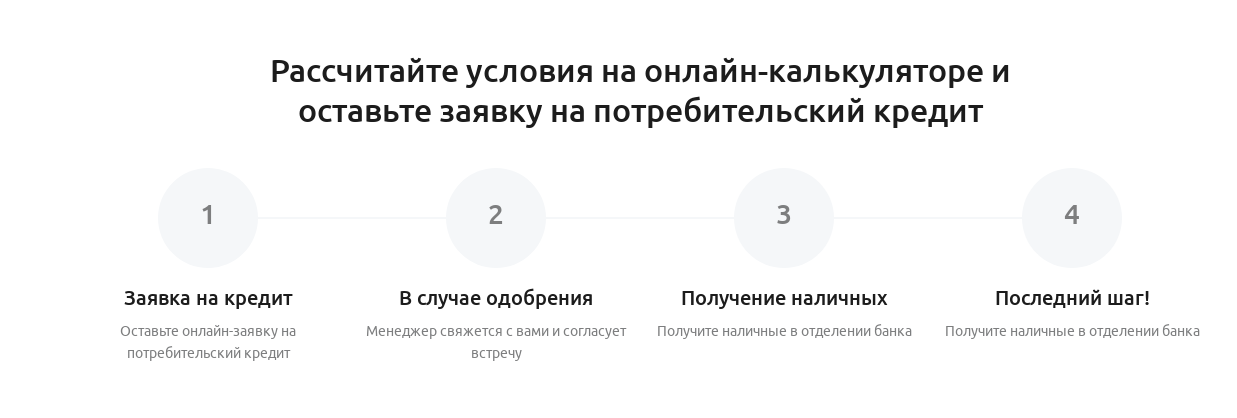 Рассчитайте условия на онлайн-калькуляторе и
оставьте заявку на потребительский кредит
1
2
3
4
Заявка на кредит
Оставьте онлайн-заявку на
потребительский кредит
В случае одобрения
Менеджер свяжется с вами и согласует
встречу
Получение наличных
Получите наличные в отделении банка
Последний шаг!
Получите наличные в отделении банка